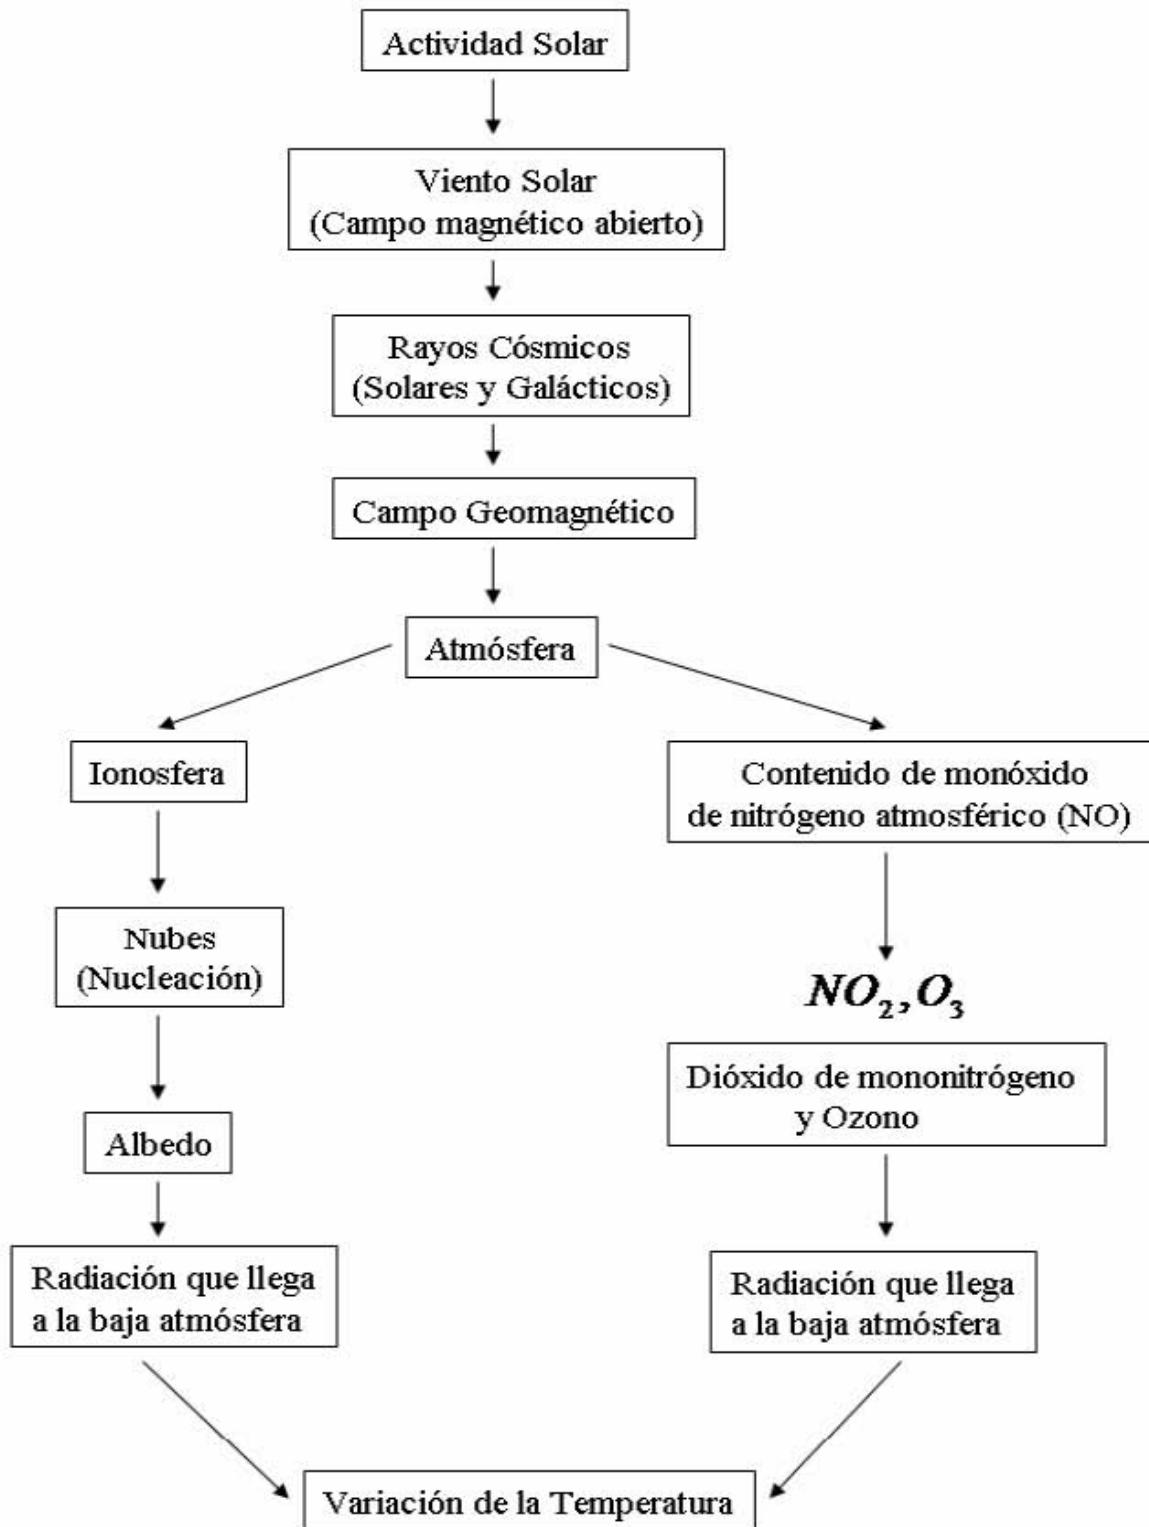 Actividad Solar
Viento Solar
(Campo magnético abierto)
Rayos Cósmicos
(Solares y Galácticos)
Campo Geomagnético
Atmósfera
Ionosfera
Nubes
(Nucleación)
Albedo
Radiación que llega
a la baja atmósfera
Contenido de monóxido
de nitrógeno atmosférico (NO)
NO₂,O₃
Dióxido de mononitrógeno
y Ozono
Radiación que llega
a la baja atmósfera
Variación de la Temperatura